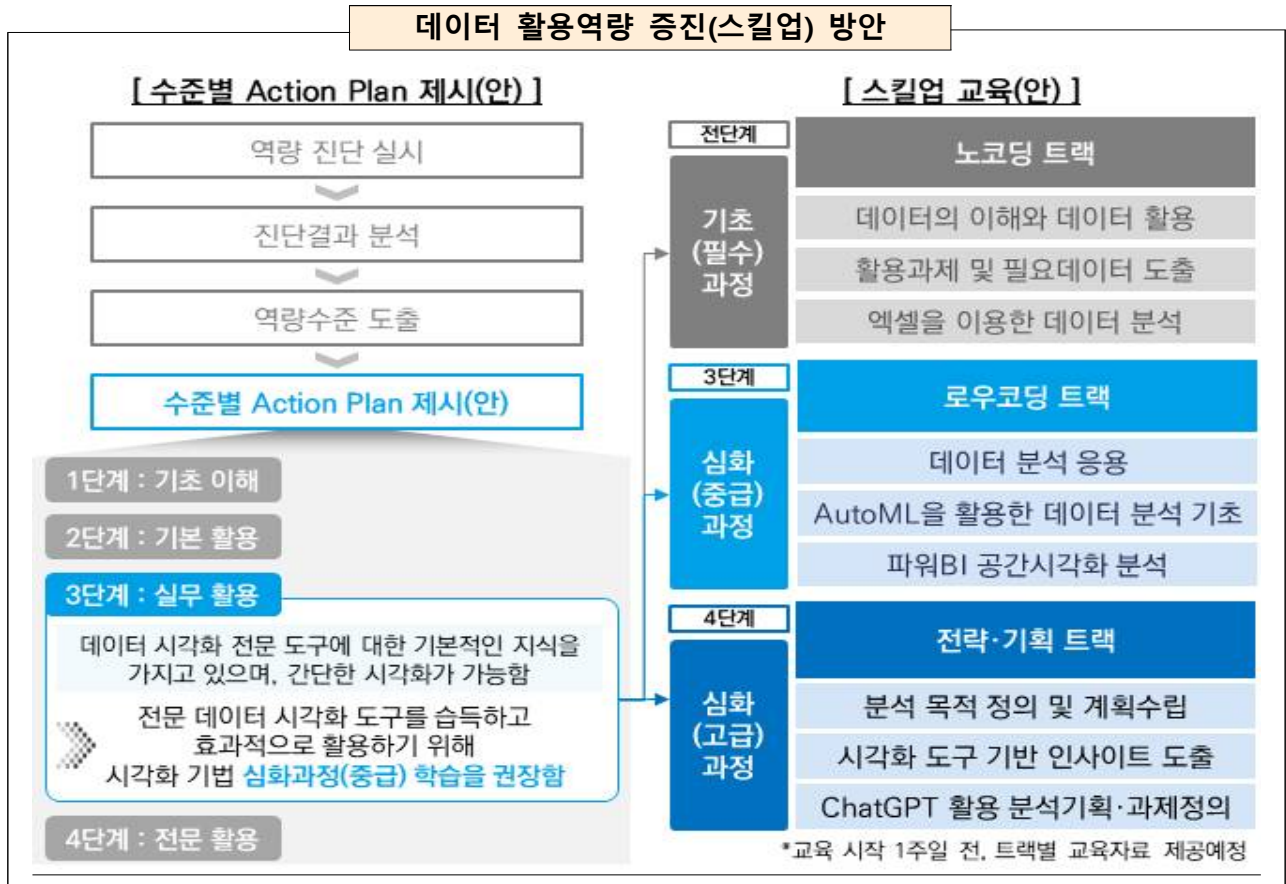 데이터 활용역량 증진(스킬업) 방안
[ 수준별 Action Plan 제시(안) ]
역량 진단 실시
진단결과 분석
역량수준 도출
수준별 Action Plan 제시(안)
1단계 : 기초 이해
2단계 : 기본 활용
3단계 : 실무 활용
데이터 시각화 전문 도구에 대한 기본적인 지식을
가지고 있으며, 간단한 시각화가 가능함
전문 데이터 시각화 도구를 습득하고
효과적으로 활용하기 위해
시각화 기법 심화과정(중급) 학습을 권장함
4단계 : 전문 활용
[ 스킬업 교육(안) ]
전단계
기초
(필수)
과정
노코딩 트랙
데이터의 이해와 데이터 활용
활용과제 및 필요데이터 도출
엑셀을 이용한 데이터 분석
3단계
심화
(중급)
과정
로우코딩 트랙
데이터 분석 응용
AutoML을 활용한 데이터 분석 기초
파워BI 공간시각화 분석
4단계
심화
(고급)
과정
전략·기획 트랙
분석 목적 정의 및 계획수립
시각화 도구 기반 인사이트 도출
ChatGPT 활용 분석기획·과제정의
*교육 시작 1주일 전, 트랙별 교육자료 제공예정